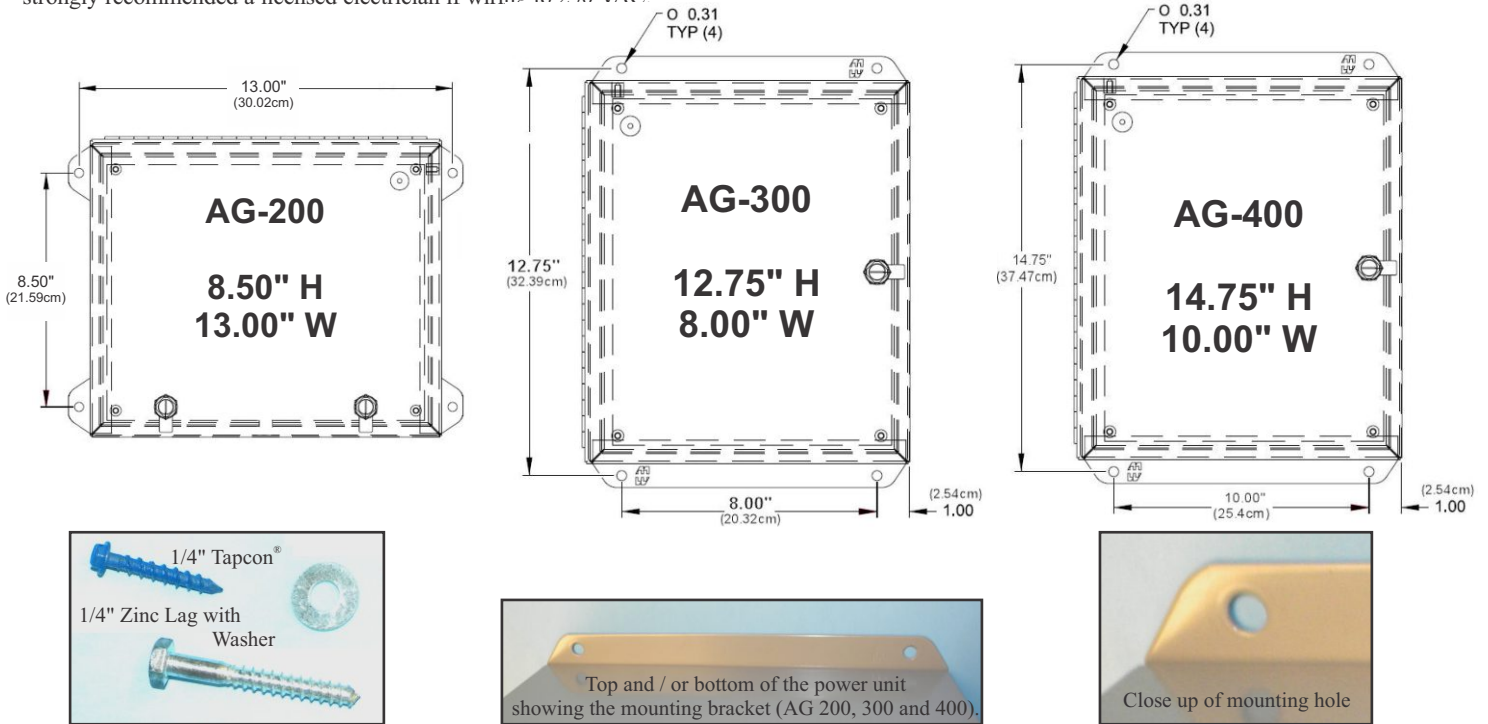 strongly recommended a licensed electrician if wiring
O 0.31
TYP (4)
O 0.31
TYP (4)
13.00"
(30.02cm)
8.50"
(21.59cm)
AG-200
8.50" H
13.00" W
12.75"
(32.39cm)
AG-300
12.75" H
8.00" W
8.00"
(20.32cm)
(2.54cm)
1.00
14.75"
(37.47cm)
AG-400
14.75" H
10.00" W
10.00"
(25.4cm)
(2.54cm)
1.00
1/4" Tapcon®
1/4" Zinc Lag with
Washer
Top and / or bottom of the power unit
showing the mounting bracket (AG 200, 300 and 400).
Close up of mounting hole